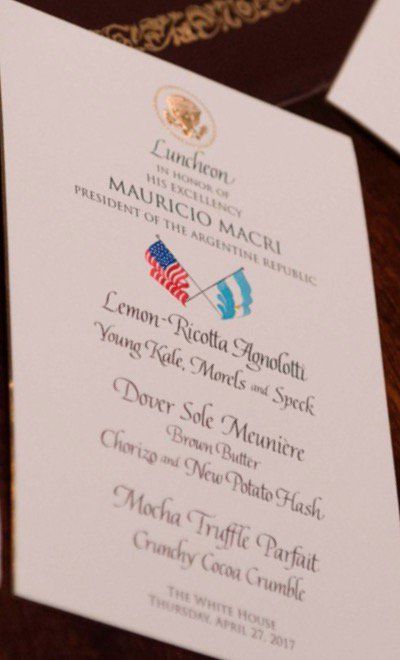 Luncheon
IN HONOR OF
HIS EXCELLENCY
MAURICIO MACRI
PRESIDENT OF THE ARGENTINE REPUBLIC
Lemon-Ricotta Agnolotti
Young Kale, Morels and Speck
Dover Sole Meunière
Brown Butter
Chorizo and New Potato Hash
Mocha Truffle Parfait
Crunchy Cocoa Crumble
THE WHITE HOUSE
THURSDAY, APRIL 27, 2017